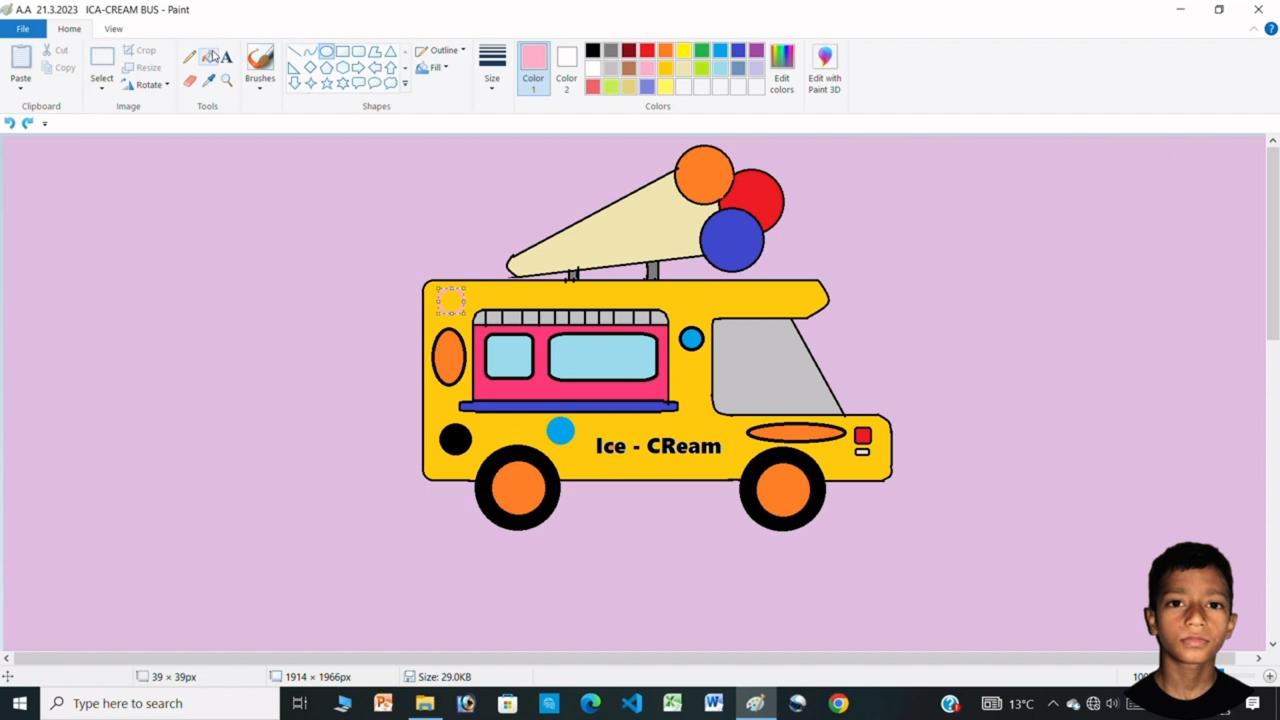 A.A 21.3.2023 ICA-CREAM BUS - Paint
File
Home
View
Paste
Cut
Copy
Clipboard
Select
Crop
Resize
Rotate
Image
Tools
Brushes
Outline
Fill
Shapes
Size
Color 1
Color 2
Edit colors
Colors
Edit with Paint 3D
Ice - CReam
39 × 39px
1914 × 1966px
Size: 29.0KB
Type here to search
13°C